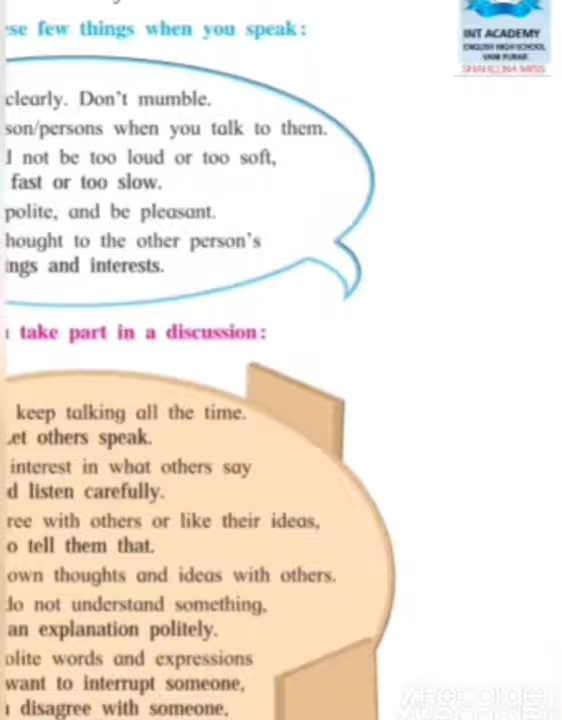 se few things when you speak:
INT ACADEMY
ENGLISH HIGH SCHOOL
clearly. Don't mumble.
son/persons when you talk to them.
not be too loud or too soft,
fast or too slow.
polite, and be pleasant.
hought to the other person's
ings and interests.
take part in a discussion:
keep talking all the time.
Let others speak.
interest in what others say
d listen carefully.
ree with others or like their ideas,
o tell them that.
own thoughts and ideas with others.
do not understand something,
an explanation politely.
olite words and expressions
want to interrupt someone,
disagree with someone,